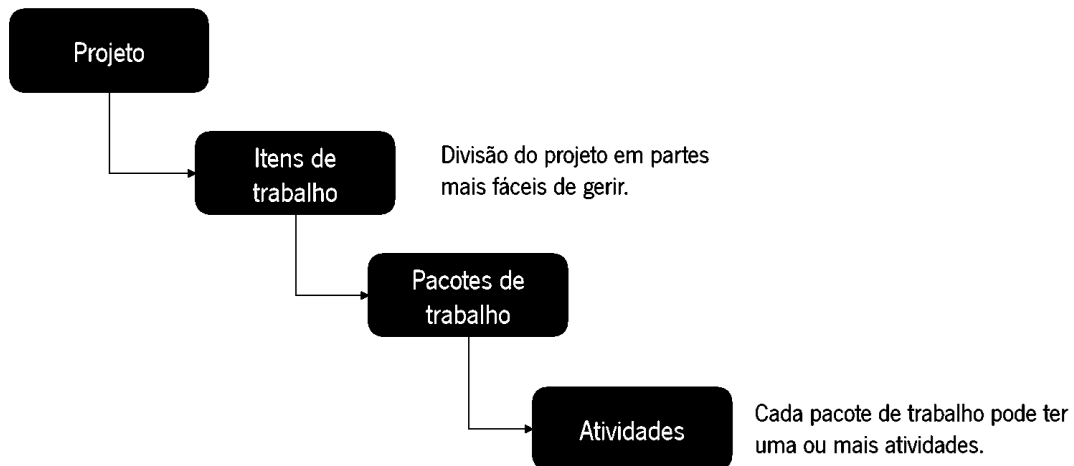 Projeto
Itens de
trabalho
Divisão do projeto em partes
mais fáceis de gerir.
Pacotes de
trabalho
Atividades
Cada pacote de trabalho pode ter
uma ou mais atividades.